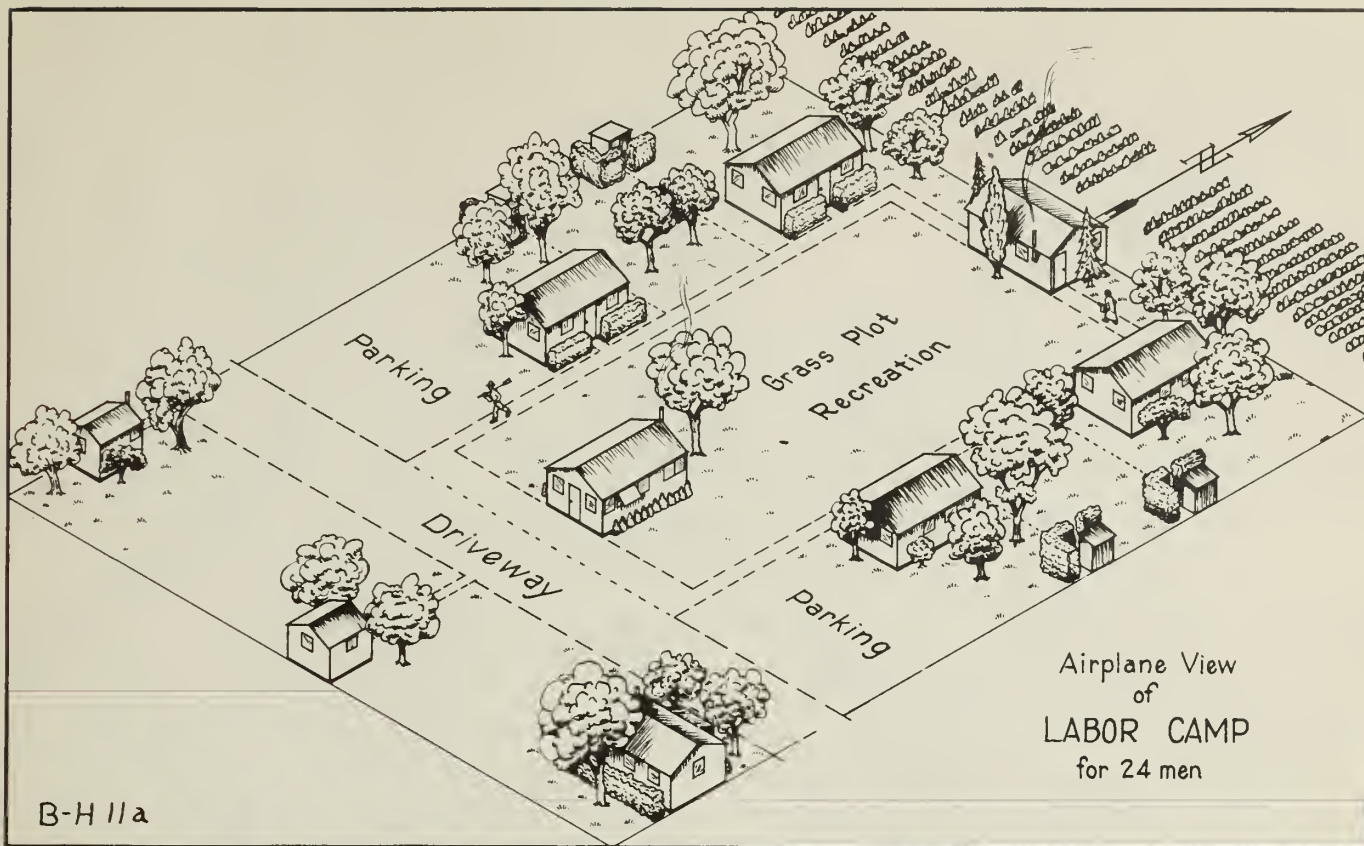 Parking
Grass Plot
Recreation
Driveway
Parking
N
Airplane View
of
LABOR CAMP
for 24 men
B-H 11a